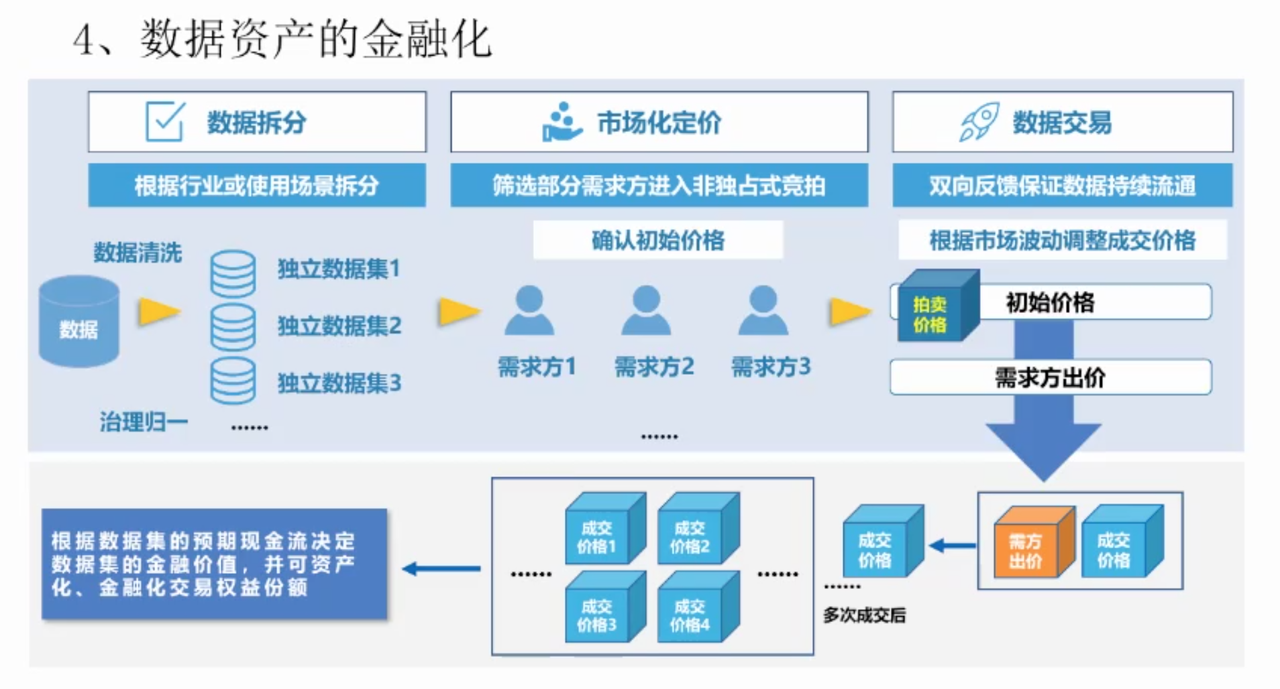 4、数据资产的金融化
数据拆分
市场化定价
数据交易
根据行业或使用场景拆分
筛选部分需求方进入非独占式竞拍
双向反馈保证数据持续流通
确认初始价格
根据市场波动调整成交价格
数据清洗
数据
治理归一
独立数据集1
独立数据集2
独立数据集3
······
需求方1
需求方2
需求方3
······
拍卖
价格
初始价格
需求方出价
需方
出价
成交
价格
成交
价格
······
多次成交后
成交
价格1
成交
价格2
······
······
成交
价格3
成交
价格4
根据数据集的预期现金流决定
数据集的金融价值，并可资产
化、金融化交易权益份额